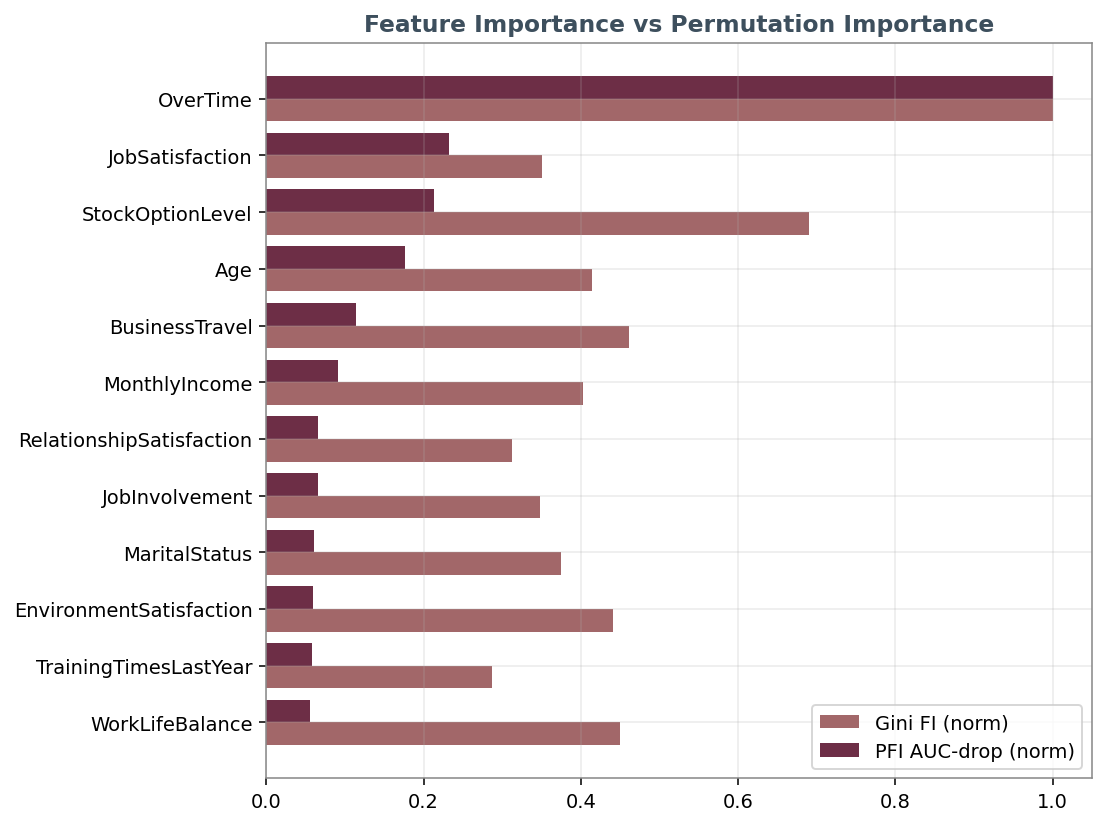 Feature Importance vs Permutation Importance
OverTime
JobSatisfaction
StockOptionLevel
Age
BusinessTravel
MonthlyIncome
RelationshipSatisfaction
JobInvolvement
MaritalStatus
EnvironmentSatisfaction
TrainingTimesLastYear
WorkLifeBalance
Gini FI (norm)
PFI AUC-drop (norm)
0.0 0.2 0.4 0.6 0.8 1.0